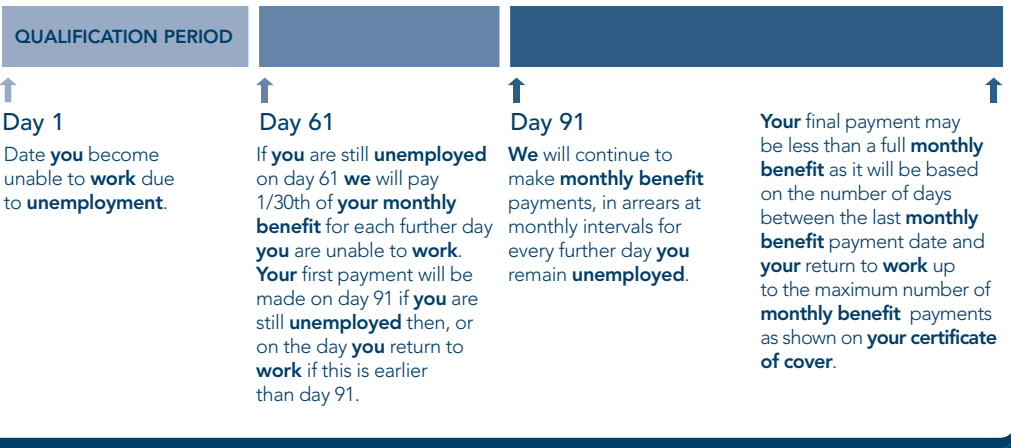 QUALIFICATION PERIOD
Day 1
Date you become
unable to work due
to unemployment.
Day 61
If you are still unemployed
on day 61 we will pay
1/30th of your monthly
benefit for each further day
you are unable to work.
Your first payment will be
made on day 91 if you are
still unemployed then, or
on the day you return to
work if this is earlier
than day 91.
Day 91
We will continue to
make monthly benefit
payments, in arrears at
monthly intervals for
every further day you
remain unemployed.
Your final payment may
be less than a full monthly
benefit as it will be based
on the number of days
between the last monthly
benefit payment date and
your return to work up
to the maximum number of
monthly benefit payments
as shown on your certificate
of cover.